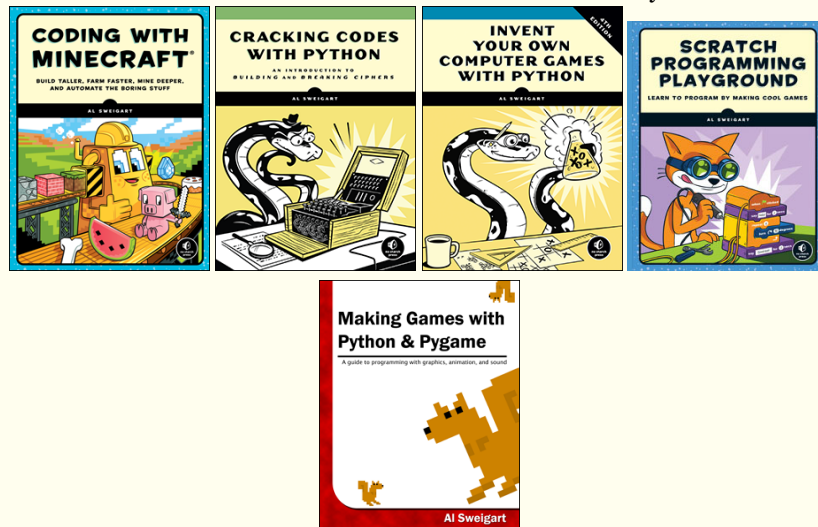 CODING WITH
MINECRAFT®
BUILD TALLER, FARM FASTER, MINE DEEPER,
AND AUTOMATE THE BORING STUFF
AL SWEIGART
CRACKING CODES
WITH PYTHON
AN INTRODUCTION TO
BUILDING AND BREAKING CIPHERS
AL SWEIGART
4TH
EDITION
INVENT
YOUR OWN
COMPUTER GAMES
WITH PYTHON
AL SWEIGART
SCRATCH
PROGRAMMING
PLAYGROUND
LEARN TO PROGRAM BY MAKING COOL GAMES
AL SWEIGART
Making Games with
Python & Pygame
A guide to programming with graphics, animation, and sound
Al Sweigart